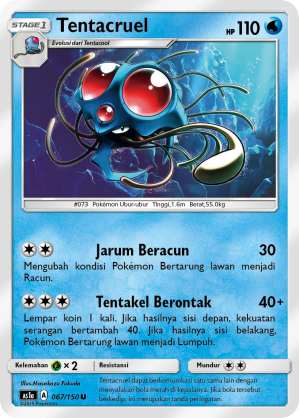 STAGE 1 Tentacruel HP 110
Evolusi dari Tentacool
#073 Pokémon Ubur-ubur Tinggi,1.6m Berat,55.0kg
Jarum Beracun 30
Mengubah kondisi Pokémon Bertarung lawan menjadi
Racun.
Tentakel Berontak 40+
Lempar koin 1 kali. Jika hasilnya sisi depan, kekuatan
serangan bertambah 40. Jika hasilnya sisi belakang,
Pokémon Bertarung lawan menjadi Lumpuh.
Kelemahan × 2 Resistansi Mundur
Illus.Masakazu Fukuda
AS1a A 067/150 U
Tentacruel dapat berkomunikasi satu sama lain dengan
menyalakan bola merah di kepalanya. Jika kedua bola tersebut
menyala, itu merupakan tanda peringatan.